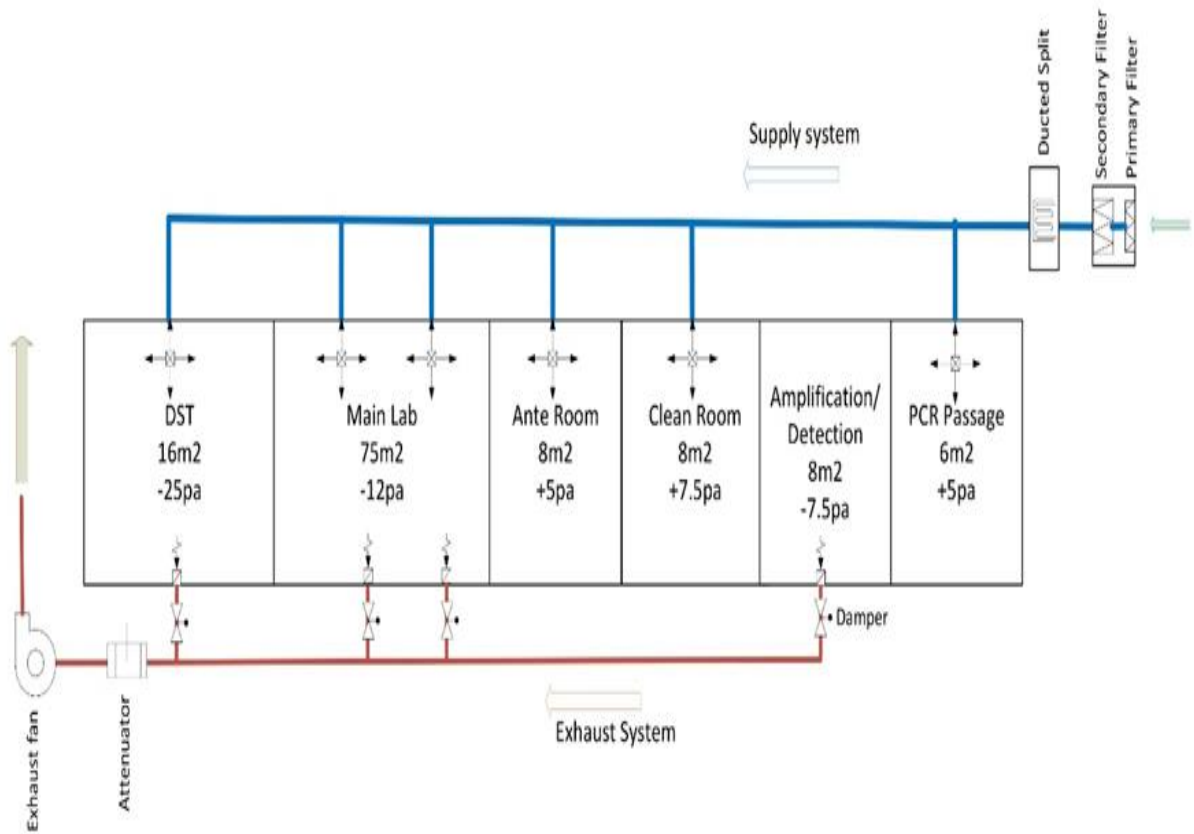 Ducted Split
Secondary Filter
Primary Filter
Supply system
DST
16m2
-25pa
Main Lab
75m2
-12pa
Ante Room
8m2
+5pa
Clean Room
8m2
+7.5pa
Amplification/
Detection
8m2
-7.5pa
PCR Passage
6m2
+5pa
Damper
Exhaust fan
Attenuator
Exhaust System